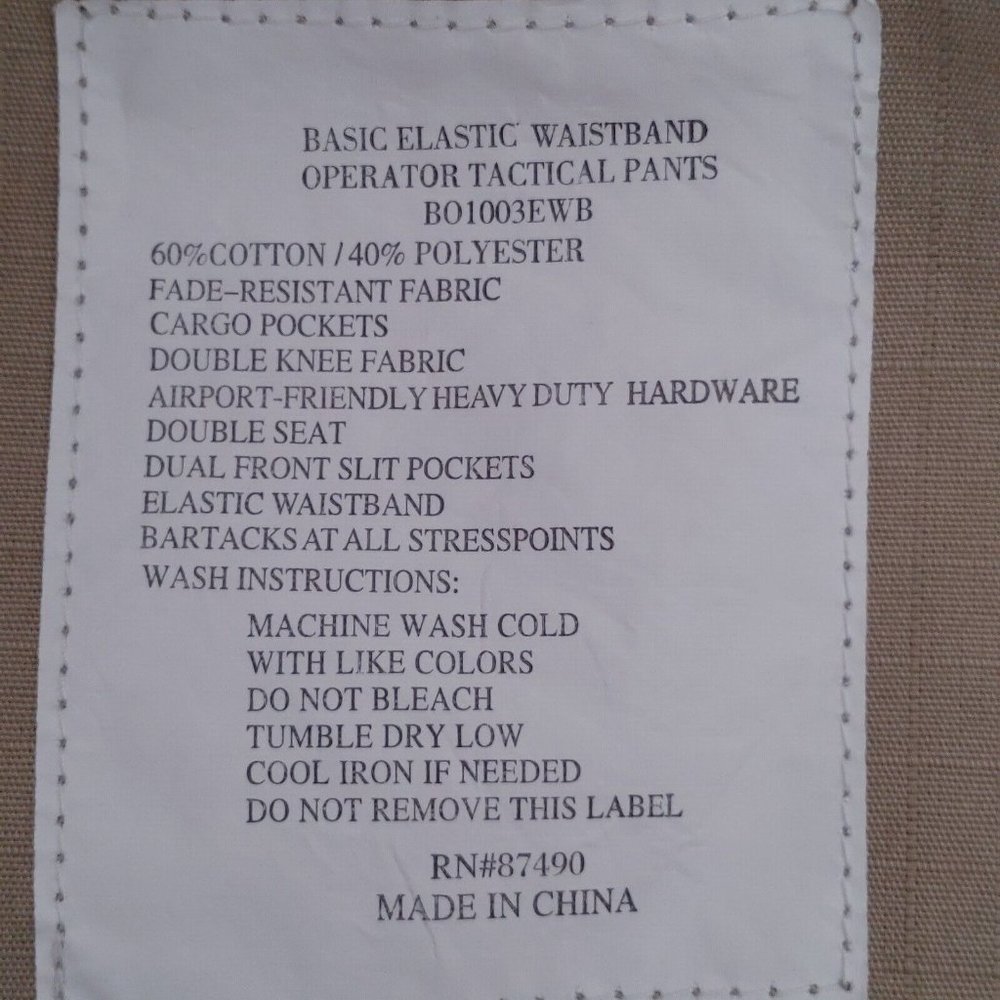 BASIC ELASTIC WAISTBAND
OPERATOR TACTICAL PANTS
BO1003EWB
60%COTTON / 40% POLYESTER
FADE-RESISTANT FABRIC
CARGO POCKETS
DOUBLE KNEE FABRIC
AIRPORT-FRIENDLY HEAVY DUTY HARDWARE
DOUBLE SEAT
DUAL FRONT SLIT POCKETS
ELASTIC WAISTBAND
BARTACKS AT ALL STRESSPOINTS
WASH INSTRUCTIONS:
MACHINE WASH COLD
WITH LIKE COLORS
DO NOT BLEACH
TUMBLE DRY LOW
COOL IRON IF NEEDED
DO NOT REMOVE THIS LABEL
RN#87490
MADE IN CHINA